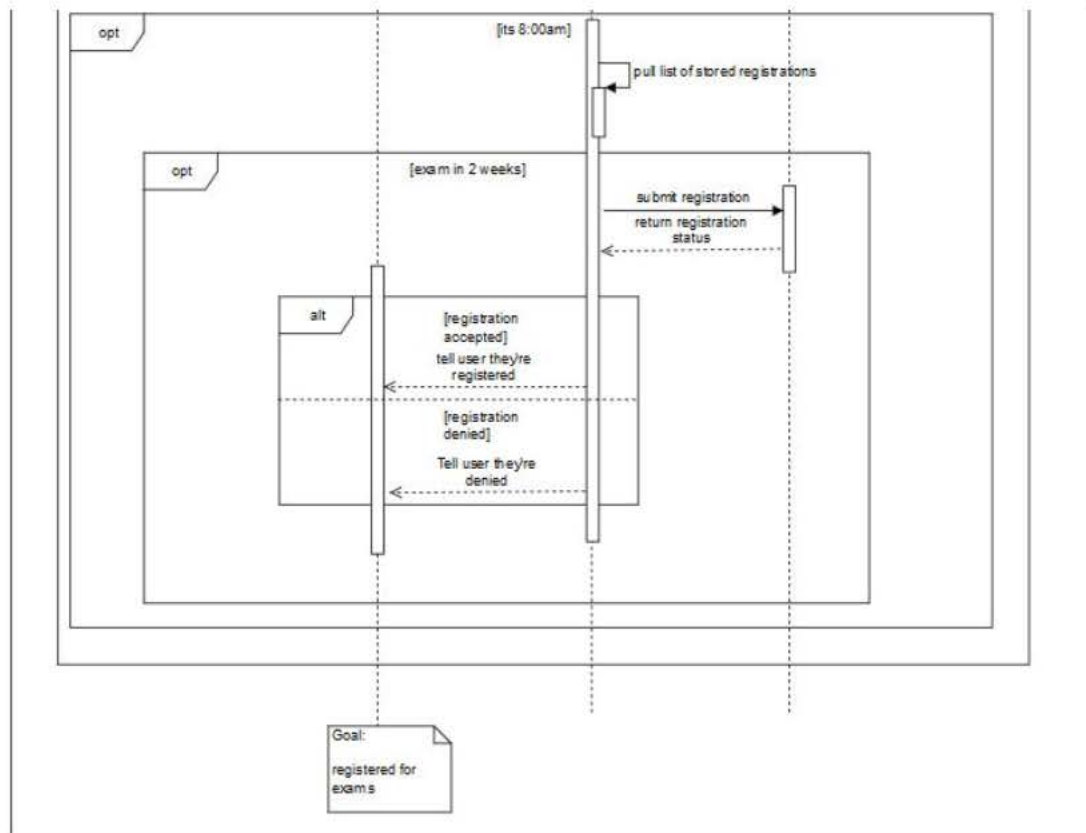 opt
[its 8:00am]
pull list of stored registrations
opt
[exam in 2 weeks]
submit registration
return registration
status
alt
[registration
accepted]
tell user they're
registered
[registration
denied]
Tell user they're
denied
Goal:
registered for
exams